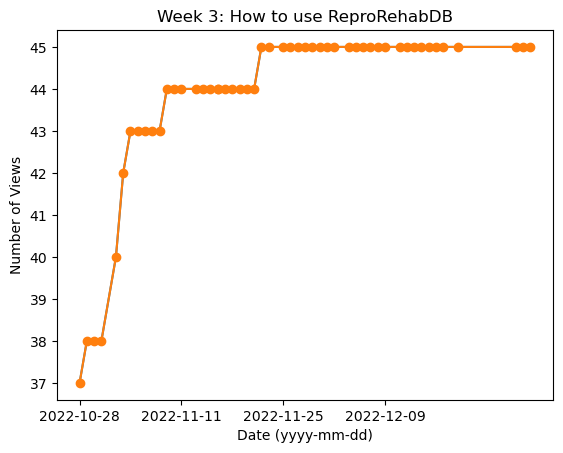 Week 3: How to use ReproRehabDB
Number of Views
45
44
43
42
41
40
39
38
37
2022-10-28 2022-11-11 2022-11-25 2022-12-09
Date (yyyy-mm-dd)